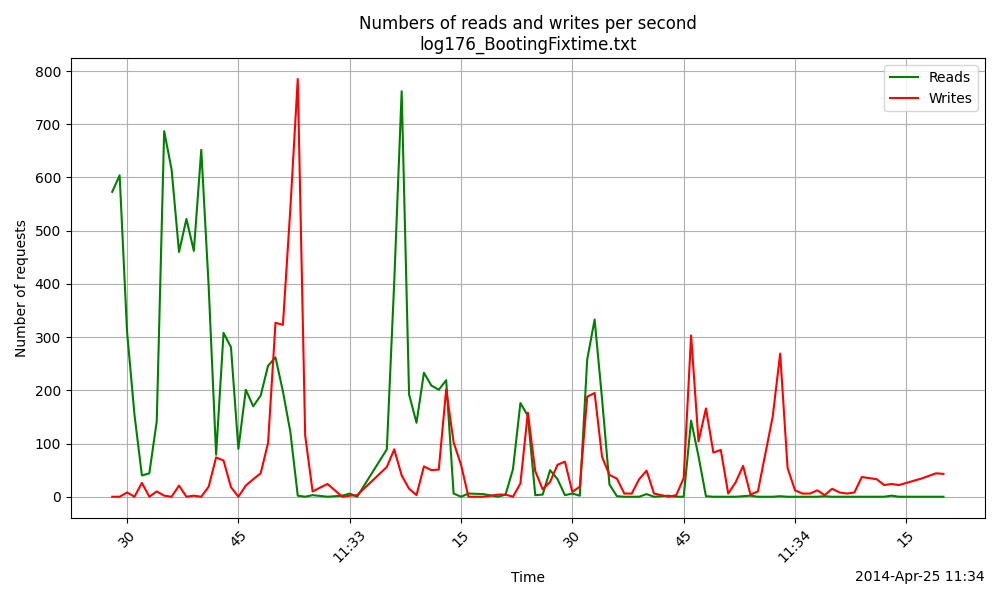 Numbers of reads and writes per second
log176_BootingFixtime.txt
Reads
Writes
Number of requests
800
700
600
500
400
300
200
100
0
30
45
11:33
15
30
45
11:34
15
Time
2014-Apr-25 11:34